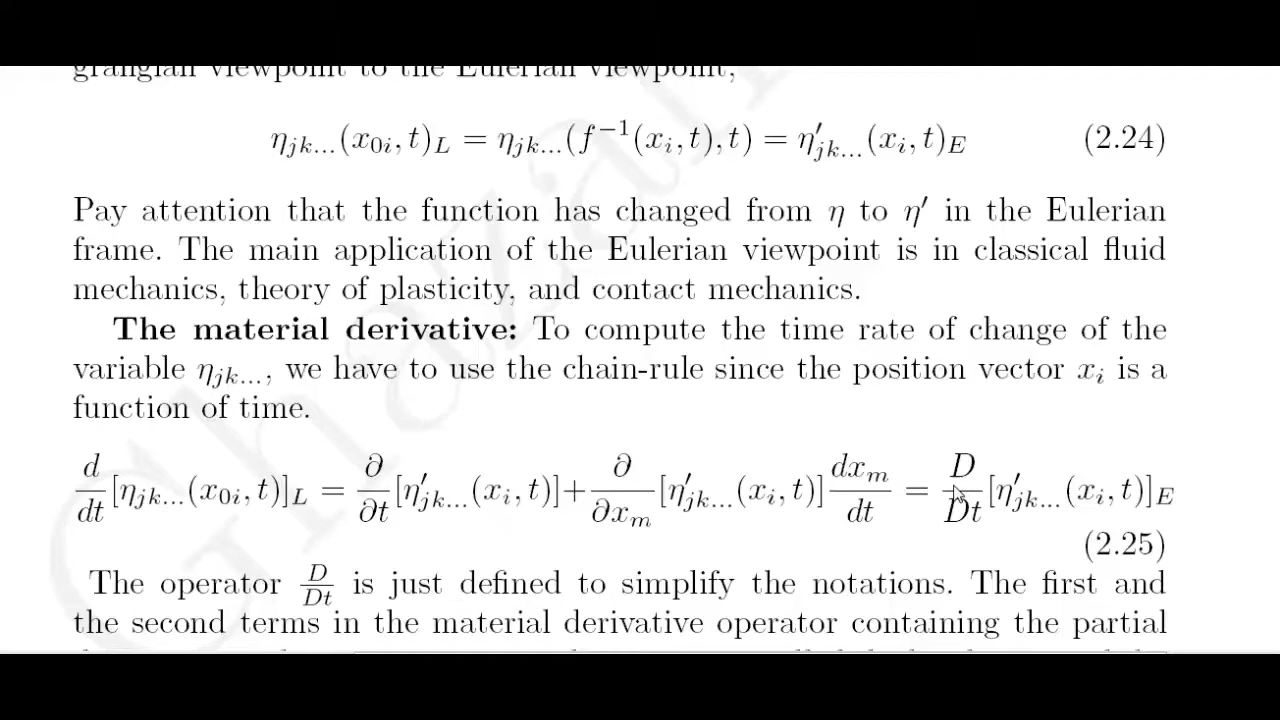 grangian viewpoint to the Eulerian viewpoint,
η_{jk...}(x_{0i}, t)_L = η_{jk...}(f^{−1}(x_i, t), t) = η′_{jk...}(x_i, t)_E (2.24)
Pay attention that the function has changed from η to η′ in the Eulerian
frame. The main application of the Eulerian viewpoint is in classical fluid
mechanics, theory of plasticity, and contact mechanics.
The material derivative: To compute the time rate of change of the
variable η_{jk...}, we have to use the chain-rule since the position vector x_i is a
function of time.
d/dt [η_{jk...}(x_{0i}, t)]_L = ∂/∂t [η′_{jk...}(x_i, t)] + ∂/∂x_m [η′_{jk...}(x_i, t)] dx_m/dt = D/Dt [η′_{jk...}(x_i, t)]_E
(2.25)
The operator D/Dt is just defined to simplify the notations. The first and
the second terms in the material derivative operator containing the partial